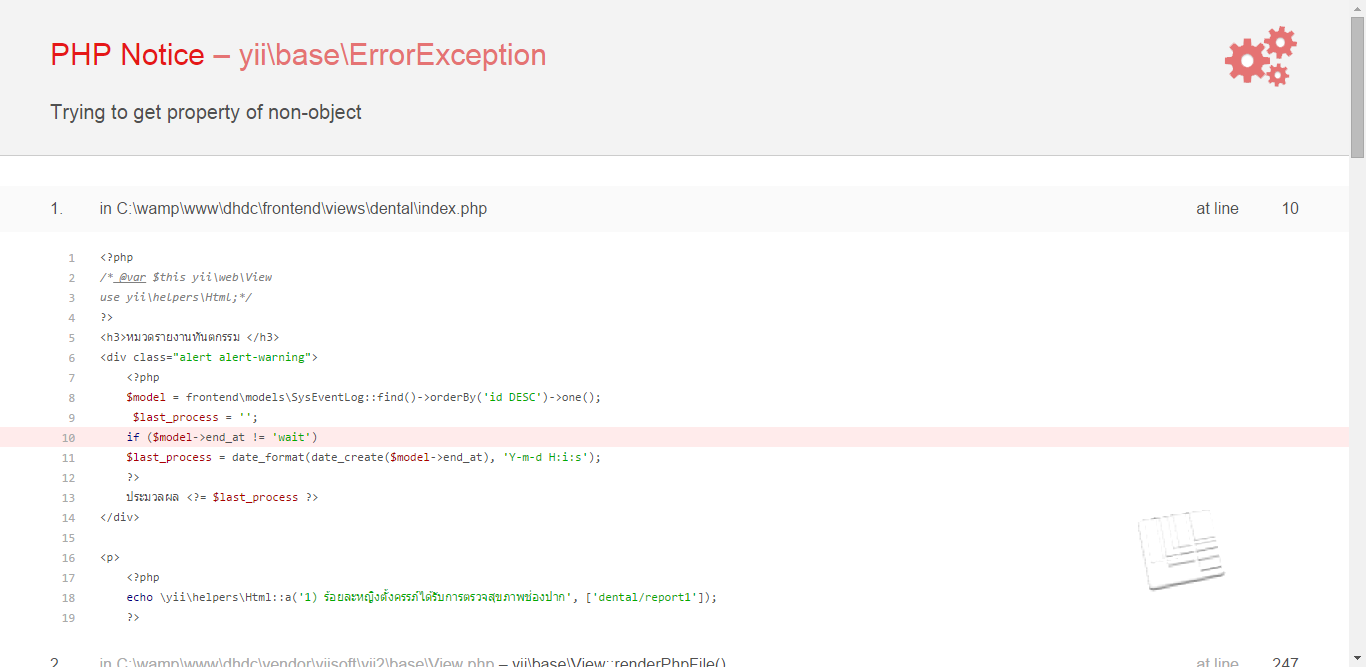 PHP Notice – yii\base\ErrorException
Trying to get property of non-object
1. in C:\wamp\www\dhdc\frontend\views\dental\index.php at line 10
1 <?php
2 /* @var $this yii\web\View
3 use yii\helpers\Html;*/
4 ?>
5 <h3>หมวดรายงานทันตกรรม </h3>
6 <div class="alert alert-warning">
7 <?php
8 $model = frontend\models\SysEventLog::find()->orderBy('id DESC')->one();
9 $last_process = '';
10 if ($model->end_at != 'wait')
11 $last_process = date_format(date_create($model->end_at), 'Y-m-d H:i:s');
12 ?>
13 ประมวลผล <?= $last_process ?>
14 </div>
15
16 <p>
17 <?php
18 echo \yii\helpers\Html::a('1) ร้อยละหญิงตั้งครรภ์ได้รับการตรวจสุขภาพช่องปาก', ['dental/report1']);
19 ?>
2. in C:\wamp\www\dhdc\vendor\yiisoft\yii2\base\View.php – yii\base\View::renderPhpFile() at line 247